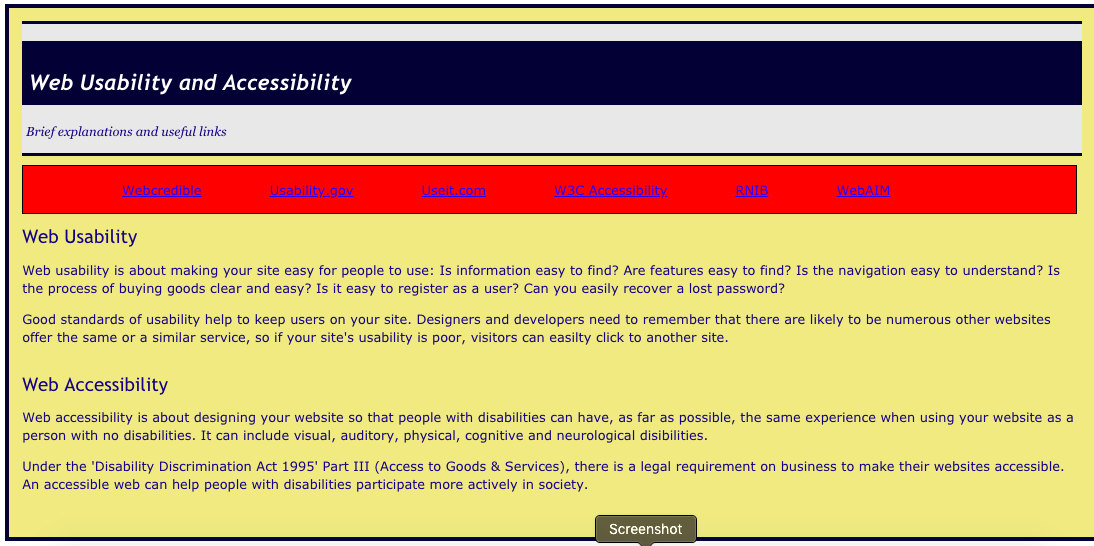 Web Usability and Accessibility
Brief explanations and useful links
Webcredible Usability.gov Useit.com W3C Accessibility RNIB WebAIM
Web Usability
Web usability is about making your site easy for people to use: Is information easy to find? Are features easy to find? Is the navigation easy to understand? Is
the process of buying goods clear and easy? Is it easy to register as a user? Can you easily recover a lost password?
Good standards of usability help to keep users on your site. Designers and developers need to remember that there are likely to be numerous other websites
offer the same or a similar service, so if your site's usability is poor, visitors can easilty click to another site.
Web Accessibility
Web accessibility is about designing your website so that people with disabilities can have, as far as possible, the same experience when using your website as a
person with no disabilities. It can include visual, auditory, physical, cognitive and neurological disibilities.
Under the 'Disability Discrimination Act 1995' Part III (Access to Goods & Services), there is a legal requirement on business to make their websites accessible.
An accessible web can help people with disabilities participate more actively in society.
Screenshot